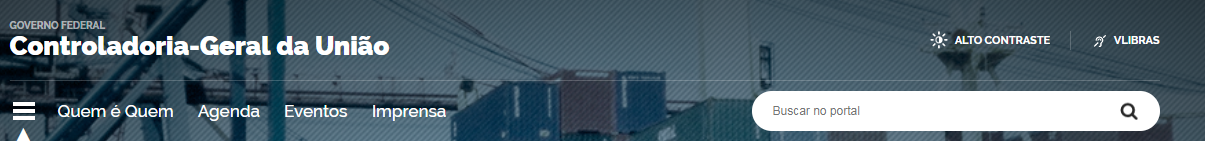 GOVERNO FEDERAL
Controladoria-Geral da União
ALTO CONTRASTE
VLIBRAS
Quem é Quem Agenda Eventos Imprensa
Buscar no portal